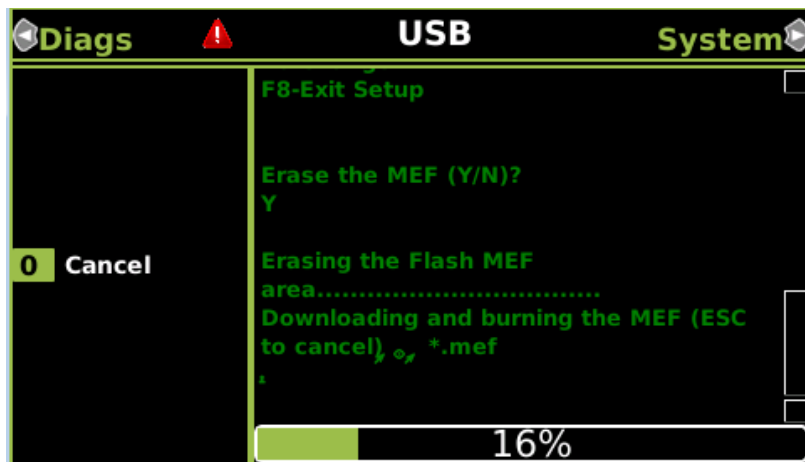 Diags
USB
System
F8-Exit Setup
Erase the MEF (Y/N)?
Y
0 Cancel
Erasing the Flash MEF
area..................................
Downloading and burning the MEF (ESC
to cancel) *.mef
16%